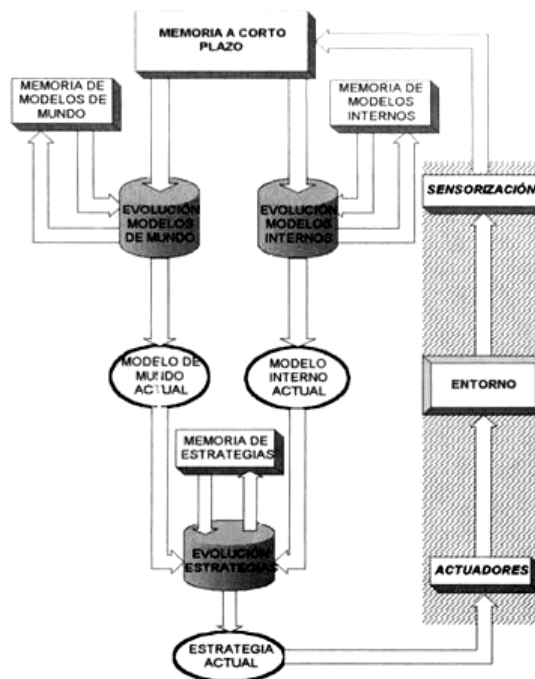 MEMORIA A CORTO
PLAZO
MEMORIA DE
MODELOS DE
MUNDO
MEMORIA DE
MODELOS
INTERNOS
SENSORIZACIÓN
EVOLUCIÓN
MODELOS
DE MUNDO
EVOLUCIÓN
MODELOS
INTERNOS
MODELO DE
MUNDO
ACTUAL
MODELO
INTERNO
ACTUAL
ENTORNO
MEMORIA DE
ESTRATEGIAS
EVOLUCIÓN
ESTRATEGIAS
ACTUADORES
ESTRATEGIA
ACTUAL